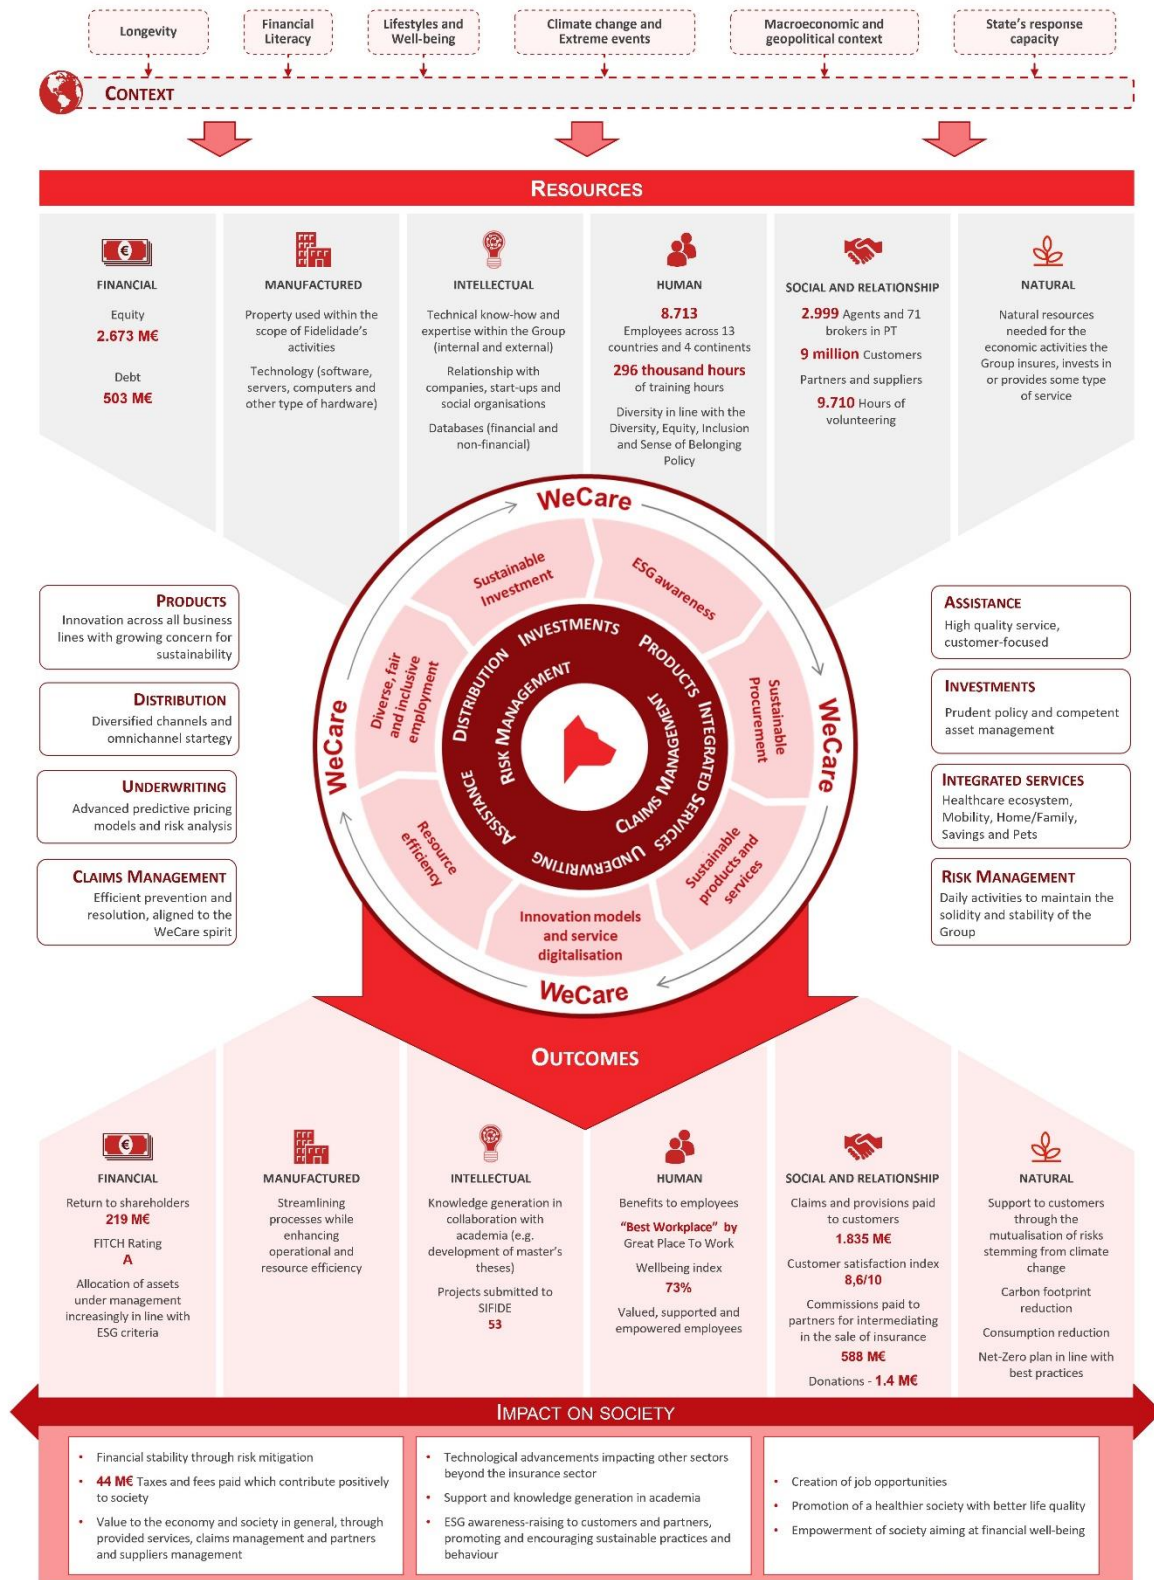 Longevity
Financial
Literacy
Lifestyles and
Well-being
Climate change and
Extreme events
Macroeconomic and
geopolitical context
State's response
capacity
CONTEXT
RESOURCES
FINANCIAL
Equity
2.673 M€
Debt
503 M€
MANUFACTURED
Property used within the
scope of Fidelidade's
activities
Technology (software,
servers, computers and
other type of hardware)
INTELLECTUAL
Technical know-how and
expertise within the Group
(internal and external)
Relationship with
companies, start-ups and
social organisations
Databases (financial and
non-financial)
HUMAN
8.713
Employees across 13
countries and 4 continents
296 thousand hours
of training hours
Diversity in line with the
Diversity, Equity, Inclusion
and Sense of Belonging
Policy
SOCIAL AND RELATIONSHIP
2.999 Agents and 71
brokers in PT
9 million Customers
Partners and suppliers
9.710 Hours of
volunteering
NATURAL
Natural resources
needed for the
economic activities the
Group insures, invests in
or provides some type
of service
PRODUCTS
Innovation across all business
lines with growing concern for
sustainability
DISTRIBUTION
Diversified channels and
omnichannel startegy
UNDERWRITING
Advanced predictive pricing
models and risk analysis
CLAIMS MANAGEMENT
Efficient prevention and
resolution, aligned to the
WeCare spirit
WeCare
WeCare
WeCare
WeCare
Sustainable
Investment
ESG awareness
Sustainable
Procurement
Sustainable
products and
services
Innovation models
and service
digitalisation
Resource
efficiency
Diverse, fair
and inclusive
employment
INVESTMENTS
PRODUCTS
INTEGRATED SERVICES
UNDERWRITING
ASSISTANCE
DISTRIBUTION
RISK MANAGEMENT
CLAIMS MANAGEMENT
ASSISTANCE
High quality service,
customer-focused
INVESTMENTS
Prudent policy and competent
asset management
INTEGRATED SERVICES
Healthcare ecosystem,
Mobility, Home/Family,
Savings and Pets
RISK MANAGEMENT
Daily activities to maintain the
solidity and stability of the
Group
OUTCOMES
FINANCIAL
Return to shareholders
219 M€
FITCH Rating
A
Allocation of assets
under management
increasingly in line with
ESG criteria
MANUFACTURED
Streamlining
processes while
enhancing
operational and
resource efficiency
INTELLECTUAL
Knowledge generation in
collaboration with
academia (e.g.
development of master's
theses)
Projects submitted to
SIFIDE
53
HUMAN
Benefits to employees
“Best Workplace” by
Great Place To Work
Wellbeing index
73%
Valued, supported and
empowered employees
SOCIAL AND RELATIONSHIP
Claims and provisions paid
to customers
1.835 M€
Customer satisfaction index
8,6/10
Commissions paid to
partners for intermediating
in the sale of insurance
588 M€
Donations - 1.4 M€
NATURAL
Support to customers
through the
mutualisation of risks
stemming from climate
change
Carbon footprint
reduction
Consumption reduction
Net-Zero plan in line with
best practices
IMPACT ON SOCIETY
• Financial stability through risk mitigation
• 44 M€ Taxes and fees paid which contribute positively
to society
• Value to the economy and society in general, through
provided services, claims management and partners
and suppliers management
• Technological advancements impacting other sectors
beyond the insurance sector
• Support and knowledge generation in academia
• ESG awareness-raising to customers and partners,
promoting and encouraging sustainable practices and
behaviour
• Creation of job opportunities
• Promotion of a healthier society with better life quality
• Empowerment of society aiming at financial well-being